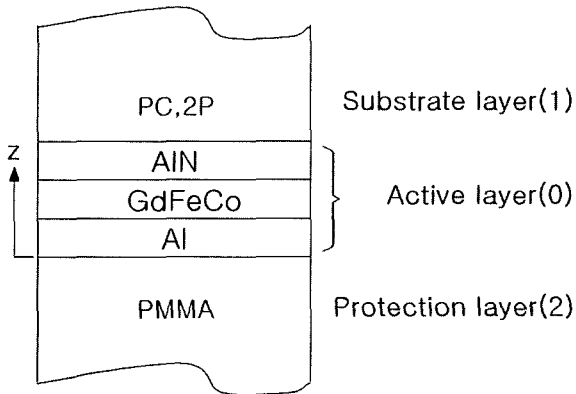 PC,2P
Substrate layer(1)
z
AlN
GdFeCo
Active layer(0)
Al
PMMA
Protection layer(2)